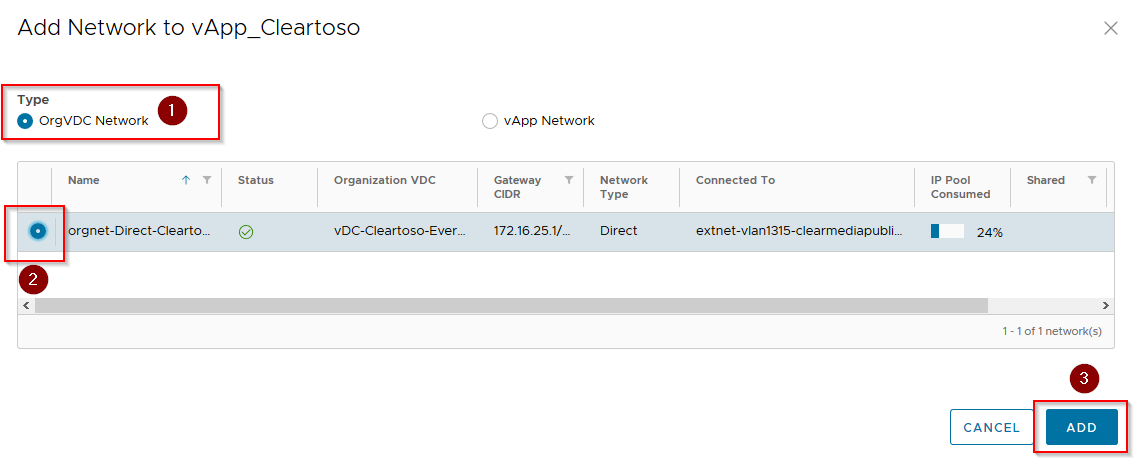 Add Network to vApp_Cleartoso
Type
1
OrgVDC Network
vApp Network
Name
Status
Organization VDC
Gateway CIDR
Network Type
Connected To
IP Pool Consumed
Shared
orgnet-Direct-Clearto...
vDC-Cleartoso-Ever...
172.16.25.1/...
Direct
extnet-vlan1315-clearmediapubli...
24%
2
1 - 1 of 1 network(s)
3
CANCEL
ADD